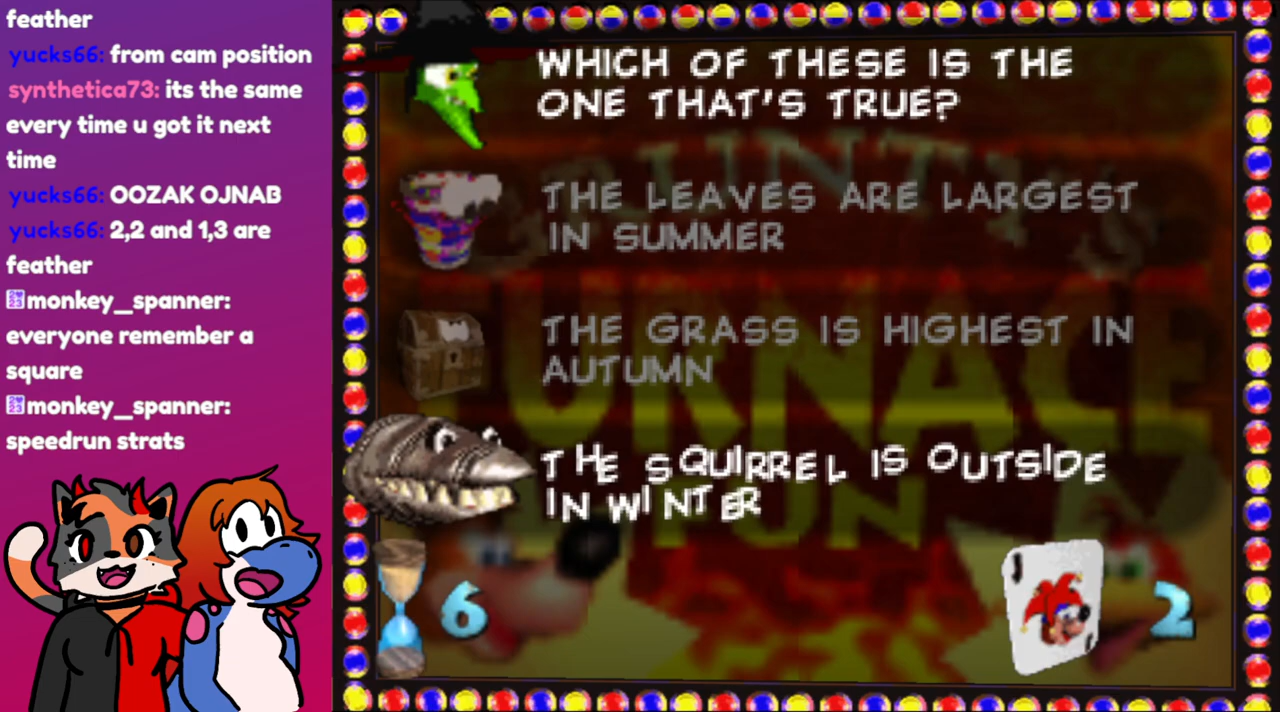 feather
yucks66: from cam position
synthetica73: its the same
every time u got it next
time
yucks66: OOZAK OJNAB
yucks66: 2,2 and 1,3 are
feather
monkey_spanner:
everyone remember a
square
monkey_spanner:
speedrun strats
WHICH OF THESE IS THE
ONE THAT'S TRUE?
THE LEAVES ARE LARGEST
IN SUMMER
THE GRASS IS HIGHEST IN
AUTUMN
THE SQUIRREL IS OUTSIDE
IN WINTER
FURNACE
FUN
6
J
2